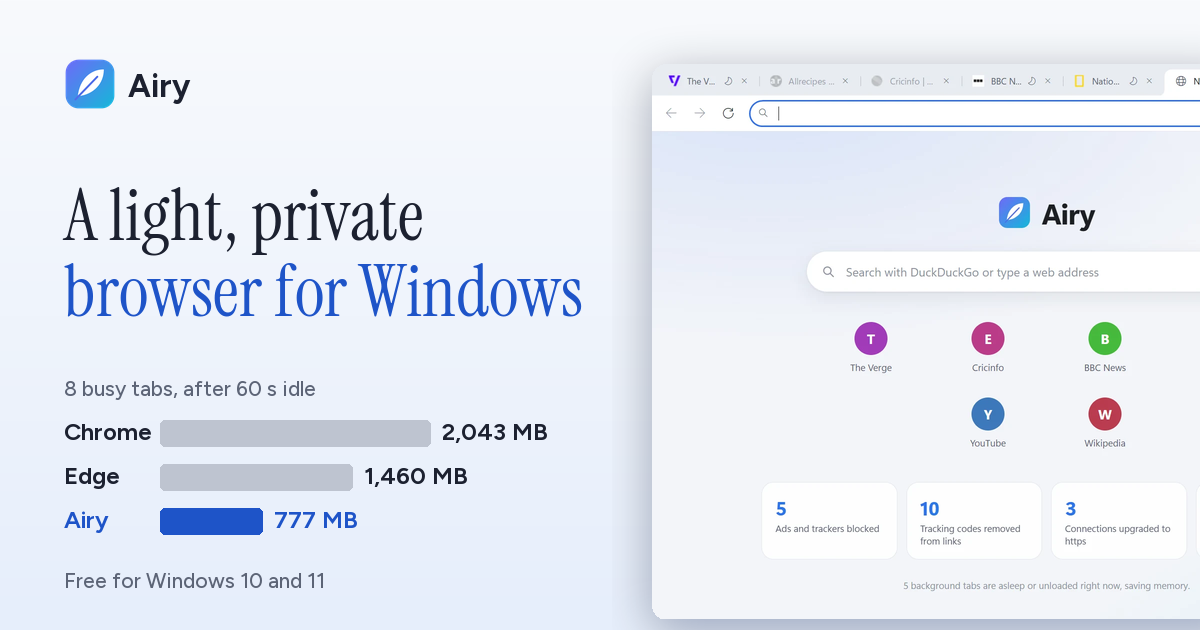 Airy
A light, private
browser for Windows
8 busy tabs, after 60 s idle
Chrome 2,043 MB
Edge 1,460 MB
Airy 777 MB
Free for Windows 10 and 11
The V... Allrecipes ... Cricinfo | ... BBC N... Natio... N
Airy
Search with DuckDuckGo or type a web address
T E B
The Verge Cricinfo BBC News
Y W
YouTube Wikipedia
5 10 3
Ads and trackers blocked Tracking codes removed Connections upgraded to
from links https
5 background tabs are asleep or unloaded right now, saving memory.